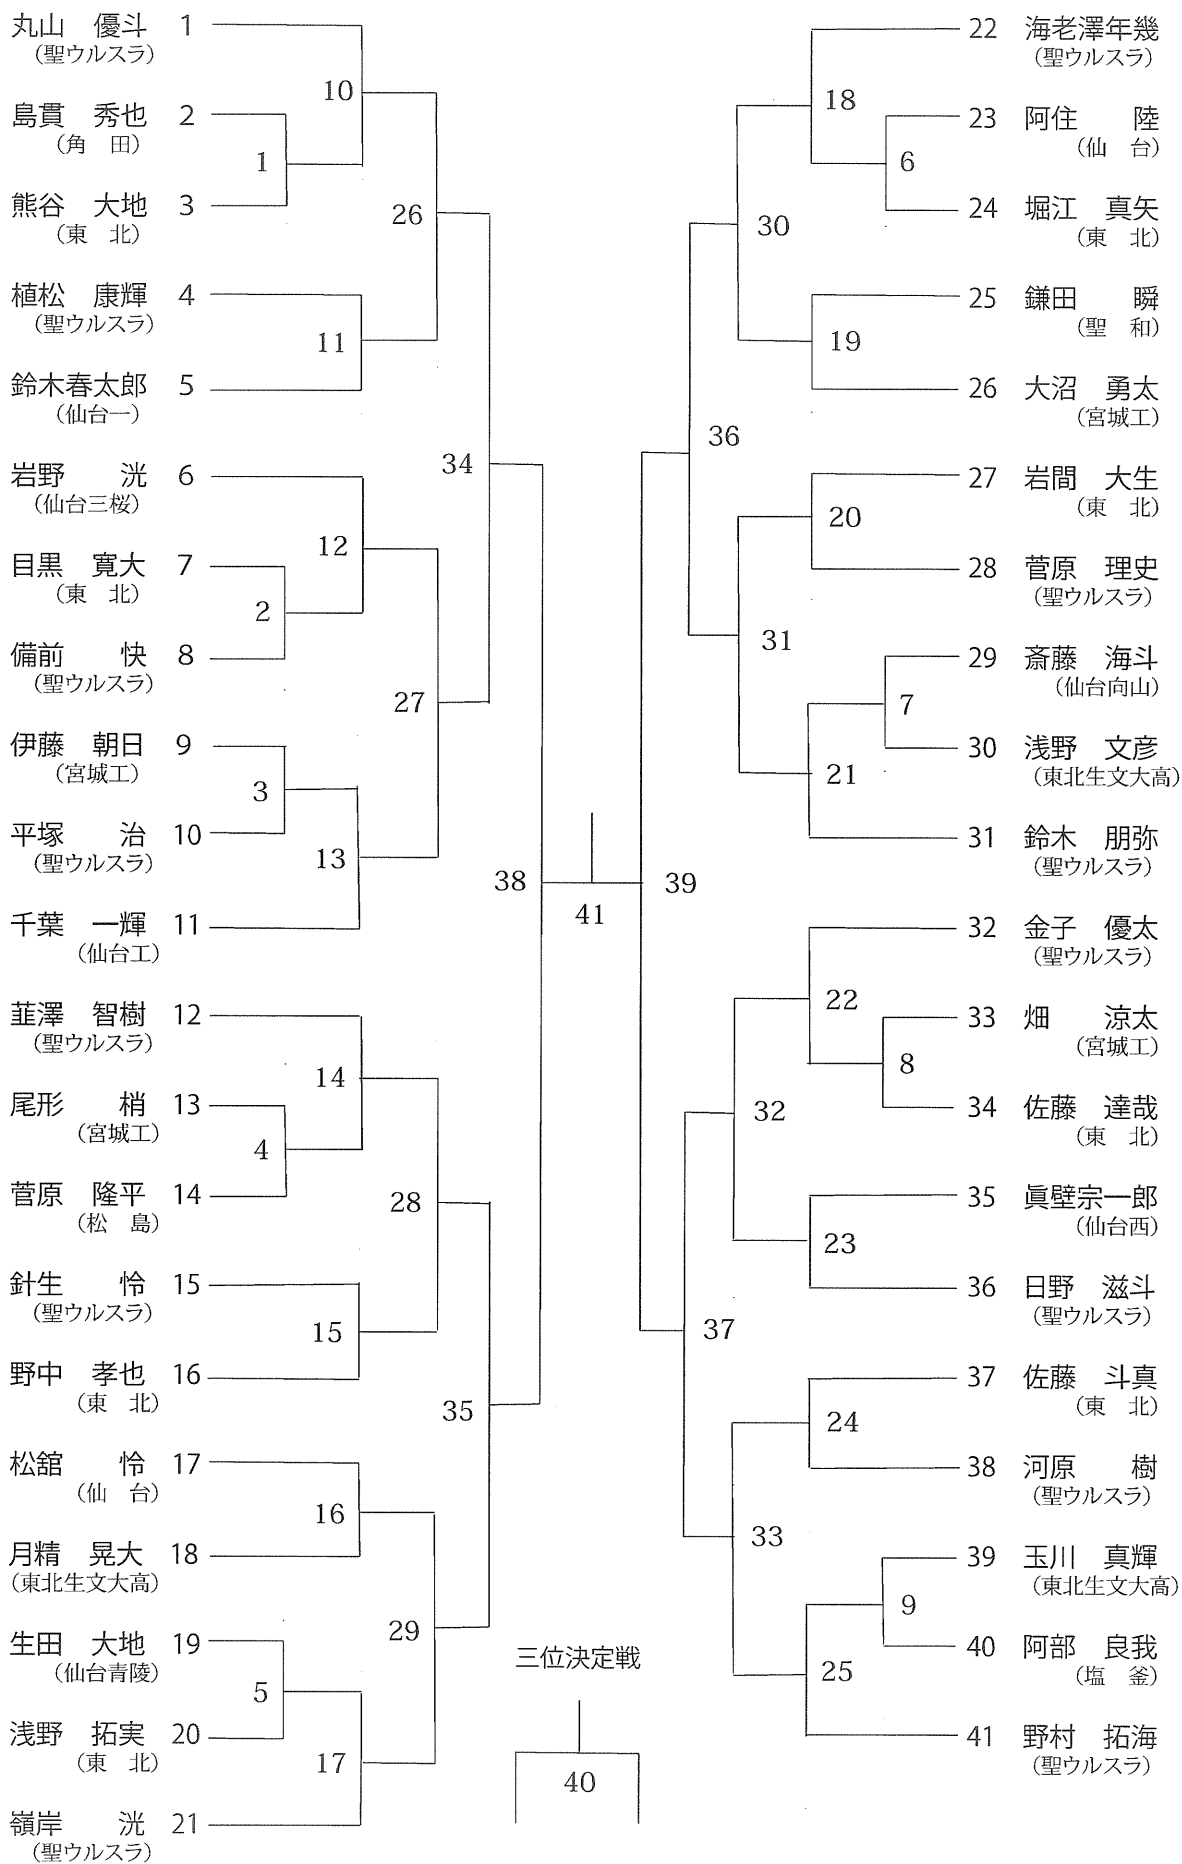 丸山　優斗 1
（聖ウルスラ）
島貫　秀也 2
（角　田）
熊谷　大地 3
（東　北）
植松　康輝 4
（聖ウルスラ）
鈴木春太郎 5
（仙台一）
岩野　　洸 6
（仙台三桜）
目黒　寛大 7
（東　北）
備前　　快 8
（聖ウルスラ）
伊藤　朝日 9
（宮城工）
平塚　　治 10
（聖ウルスラ）
千葉　一輝 11
（仙台工）
韮澤　智樹 12
（聖ウルスラ）
尾形　　梢 13
（宮城工）
菅原　隆平 14
（松　島）
針生　　怜 15
（聖ウルスラ）
野中　孝也 16
（東　北）
松舘　　怜 17
（仙　台）
月精　晃大 18
（東北生文大高）
生田　大地 19
（仙台青陵）
浅野　拓実 20
（東　北）
嶺岸　　洸 21
（聖ウルスラ）
1
2
3
4
5
10
11
12
13
14
15
16
17
26
27
28
29
34
35
38
41
39
三位決定戦
40
36
37
30
31
32
33
18
19
20
21
22
23
24
25
6
7
8
9
22 海老澤年幾
（聖ウルスラ）
23 阿住　　陸
（仙　台）
24 堀江　真矢
（東　北）
25 鎌田　　瞬
（聖　和）
26 大沼　勇太
（宮城工）
27 岩間　大生
（東　北）
28 菅原　理史
（聖ウルスラ）
29 斎藤　海斗
（仙台向山）
30 浅野　文彦
（東北生文大高）
31 鈴木　朋弥
（聖ウルスラ）
32 金子　優太
（聖ウルスラ）
33 畑　　涼太
（宮城工）
34 佐藤　達哉
（東　北）
35 眞壁宗一郎
（仙台西）
36 日野　滋斗
（聖ウルスラ）
37 佐藤　斗真
（東　北）
38 河原　　樹
（聖ウルスラ）
39 玉川　真輝
（東北生文大高）
40 阿部　良我
（塩　釜）
41 野村　拓海
（聖ウルスラ）